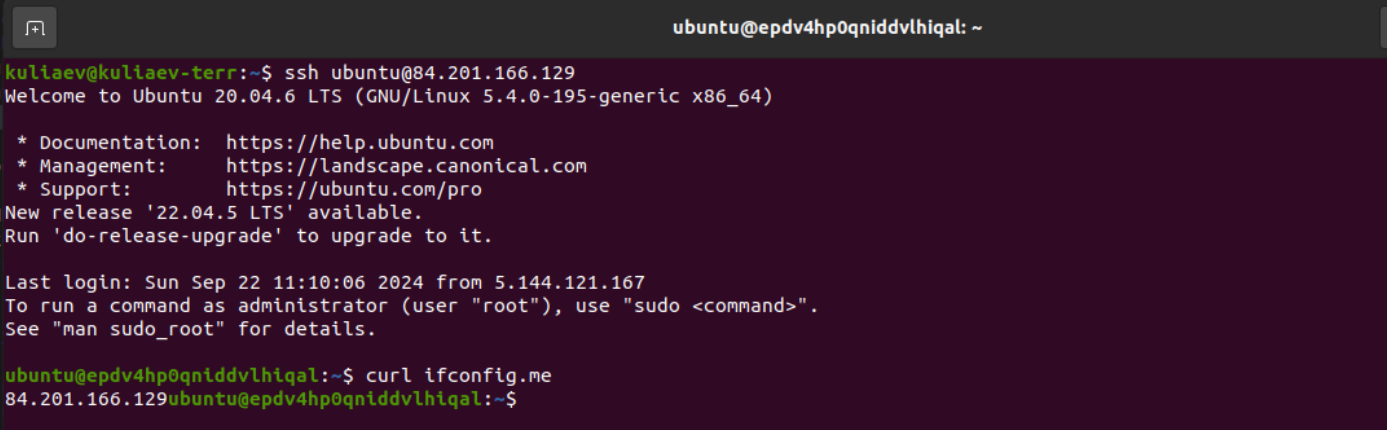 ubuntu@epdv4hp0qniddvlhiqal: ~
kuliaev@kuliaev-terr:~$ ssh ubuntu@84.201.166.129
Welcome to Ubuntu 20.04.6 LTS (GNU/Linux 5.4.0-195-generic x86_64)
* Documentation:  https://help.ubuntu.com
* Management:     https://landscape.canonical.com
* Support:        https://ubuntu.com/pro
New release '22.04.5 LTS' available.
Run 'do-release-upgrade' to upgrade to it.
Last login: Sun Sep 22 11:10:06 2024 from 5.144.121.167
To run a command as administrator (user "root"), use "sudo <command>".
See "man sudo_root" for details.
ubuntu@epdv4hp0qniddvlhiqal:~$ curl ifconfig.me
84.201.166.129ubuntu@epdv4hp0qniddvlhiqal:~$